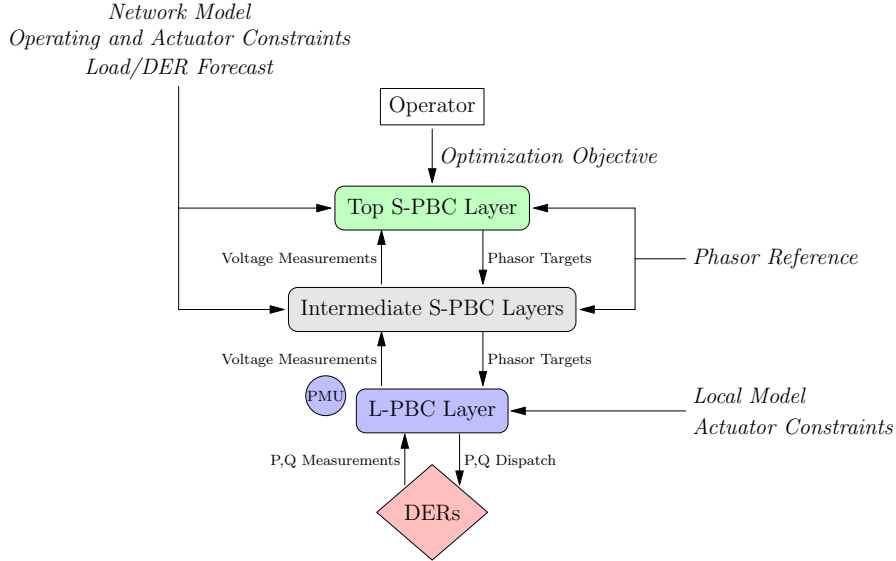 Network Model
Operating and Actuator Constraints
Load/DER Forecast
Operator
Optimization Objective
Top S-PBC Layer
Voltage Measurements
Phasor Targets
Phasor Reference
Intermediate S-PBC Layers
Voltage Measurements
Phasor Targets
PMU
L-PBC Layer
Local Model
Actuator Constraints
P,Q Measurements
P,Q Dispatch
DERs